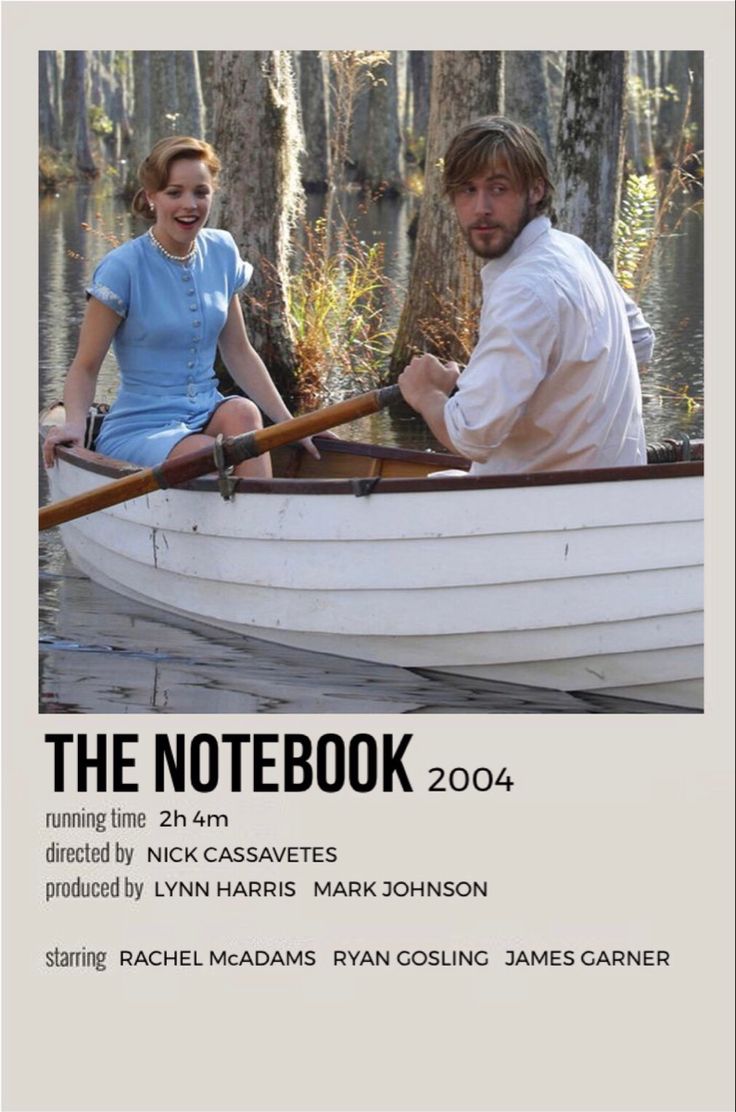 THE NOTEBOOK 2004
running time 2h 4m
directed by NICK CASSAVETES
produced by LYNN HARRIS MARK JOHNSON
starring RACHEL McADAMS RYAN GOSLING JAMES GARNER